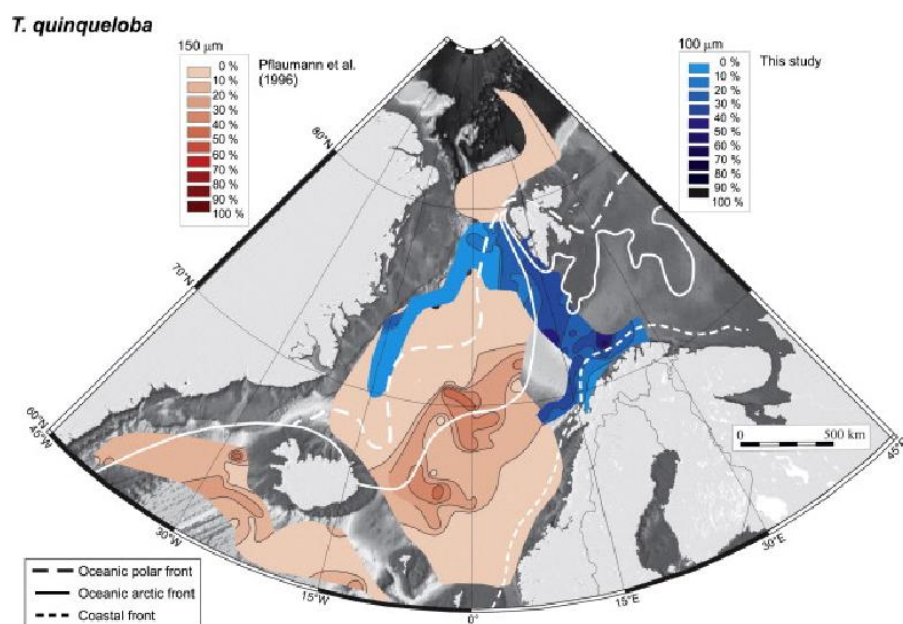 T. quinqueloba
150 μm
0 %
10 %
20 %
30 %
40 %
50 %
60 %
70 %
80 %
90 %
100 %
Pflaumann et al.
(1996)
100 μm
0 %
10 %
20 %
30 %
40 %
50 %
60 %
70 %
80 %
90 %
100 %
This study
80°N
70°N
60°N
45°W
30°W
15°W
0°
15°E
30°E
45°E
0 500 km
Oceanic polar front
Oceanic arctic front
Coastal front